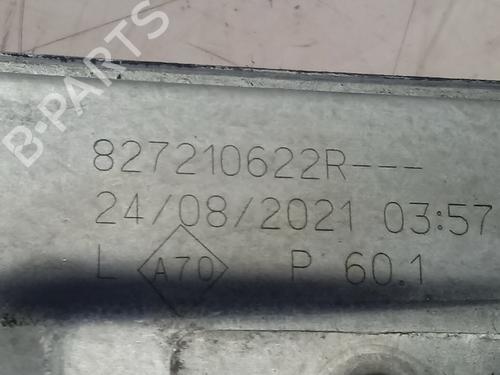 B-PARTS
827210622R---
24/08/2021 03:57
L A70 P 60.1